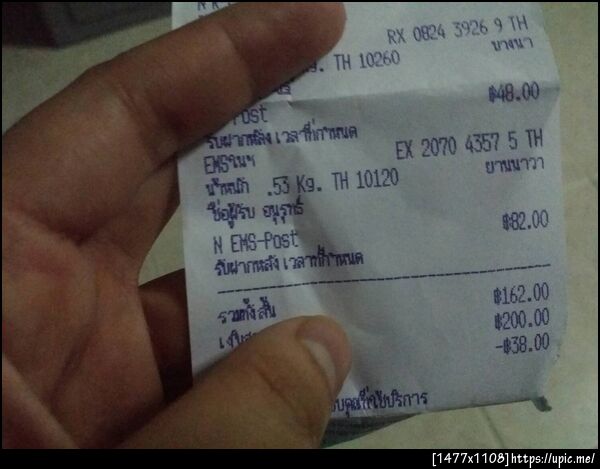 RX 0824 3926 9 TH
Kg. TH 10260 บางนา
Post ฿48.00
รับฝากหลังเวลาที่กำหนด
EMSในฯ EX 2070 4357 5 TH
น้ำหนัก .53 Kg. TH 10120 ยานนาวา
ชื่อผู้รับ อนุรุทธ์
N EMS-Post ฿82.00
รับฝากหลังเวลาที่กำหนด
รวมทั้งสิ้น ฿162.00
฿200.00
-฿38.00
ที่ใช้บริการ
[1477x1108]https://upic.me/